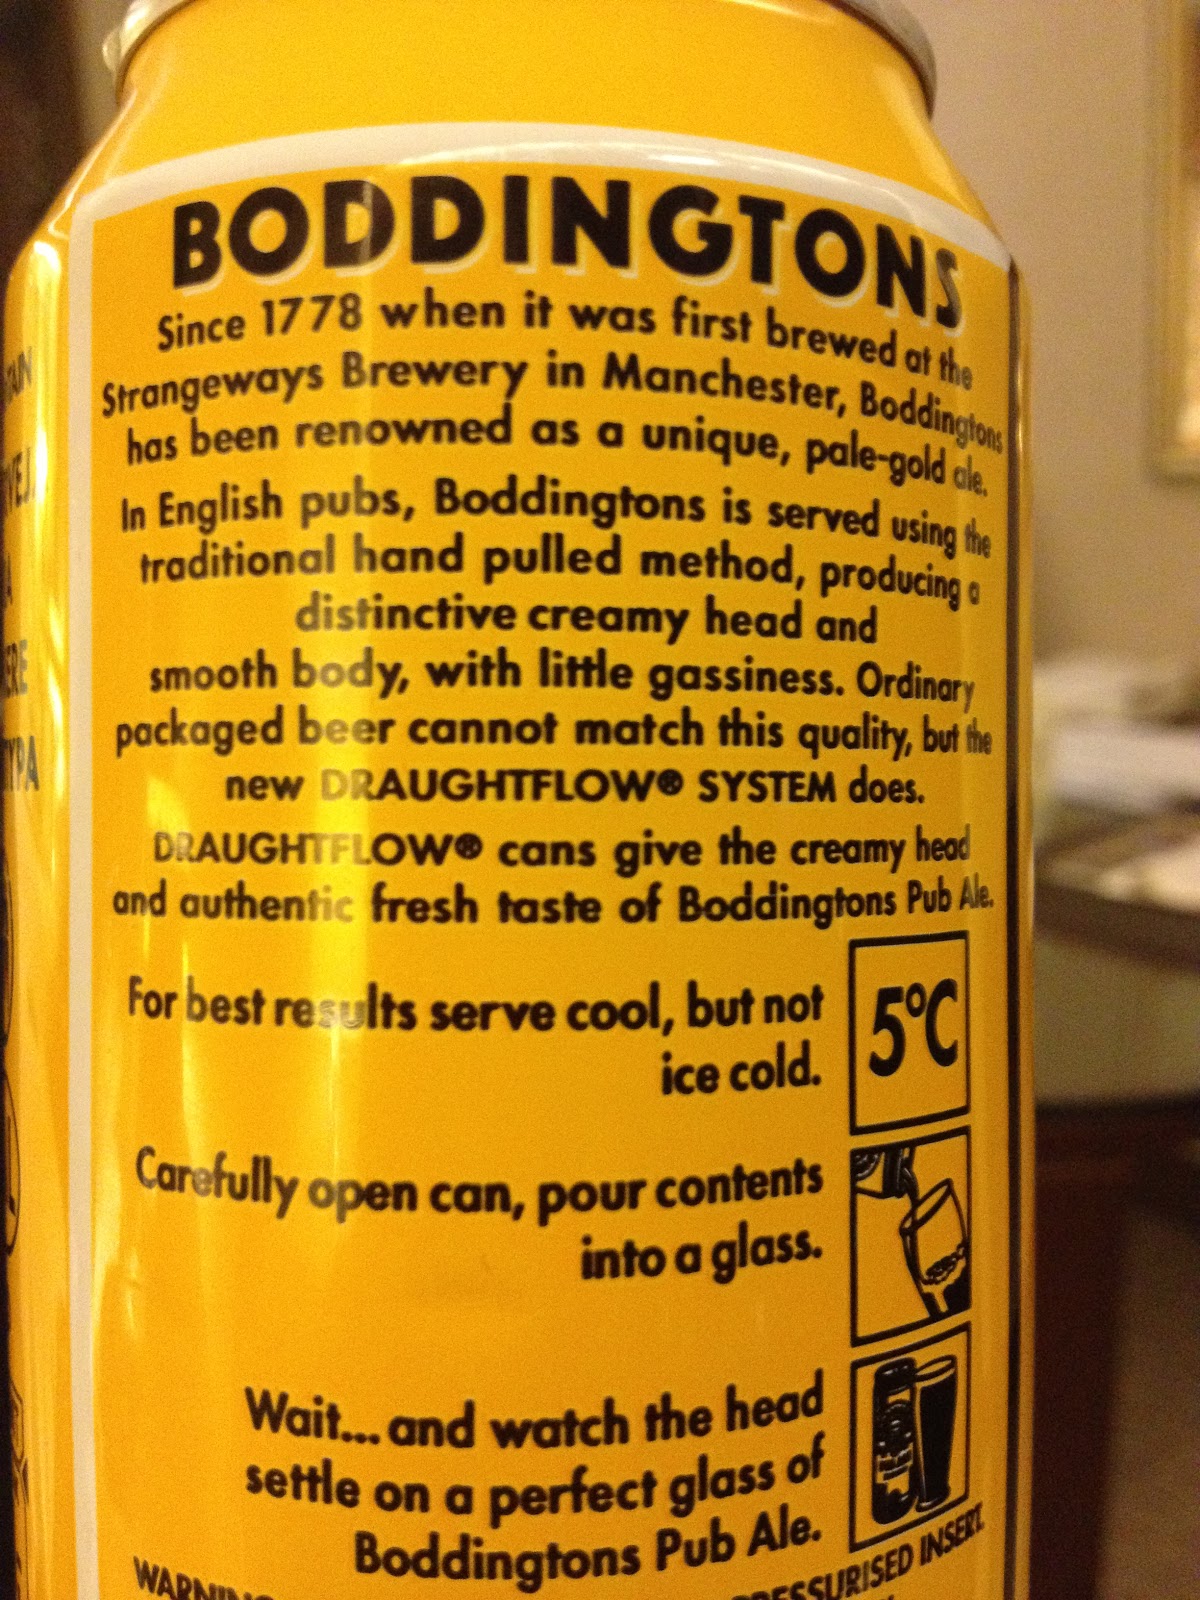 BODDINGTONS
Since 1778 when it was first brewed at the
Strangeways Brewery in Manchester, Boddingtons
has been renowned as a unique, pale-gold ale.
In English pubs, Boddingtons is served using the
traditional hand pulled method, producing a
distinctive creamy head and
smooth body, with little gassiness. Ordinary
packaged beer cannot match this quality, but the
new DRAUGHTFLOW® SYSTEM does.
DRAUGHTFLOW® cans give the creamy head
and authentic fresh taste of Boddingtons Pub Ale.
For best results serve cool, but not
ice cold.
5°C
Carefully open can, pour contents
into a glass.
Wait... and watch the head
settle on a perfect glass of
Boddingtons Pub Ale.
INSERT.